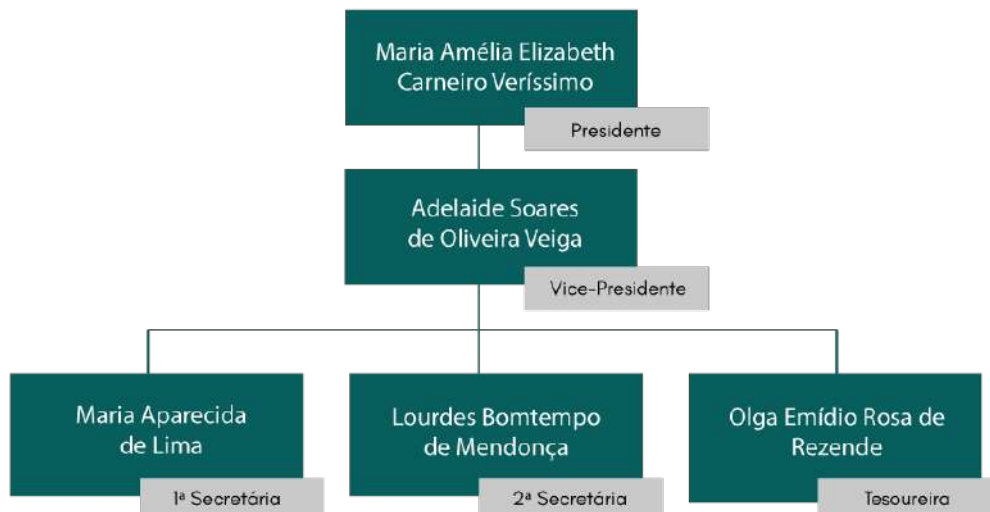 Maria Amélia Elizabeth
Carneiro Veríssimo
Presidente
Adelaide Soares
de Oliveira Veiga
Vice-Presidente
Maria Aparecida
de Lima
1ª Secretária
Lourdes Bomtempo
de Mendonça
2ª Secretária
Olga Emídio Rosa de
Rezende
Tesoureira